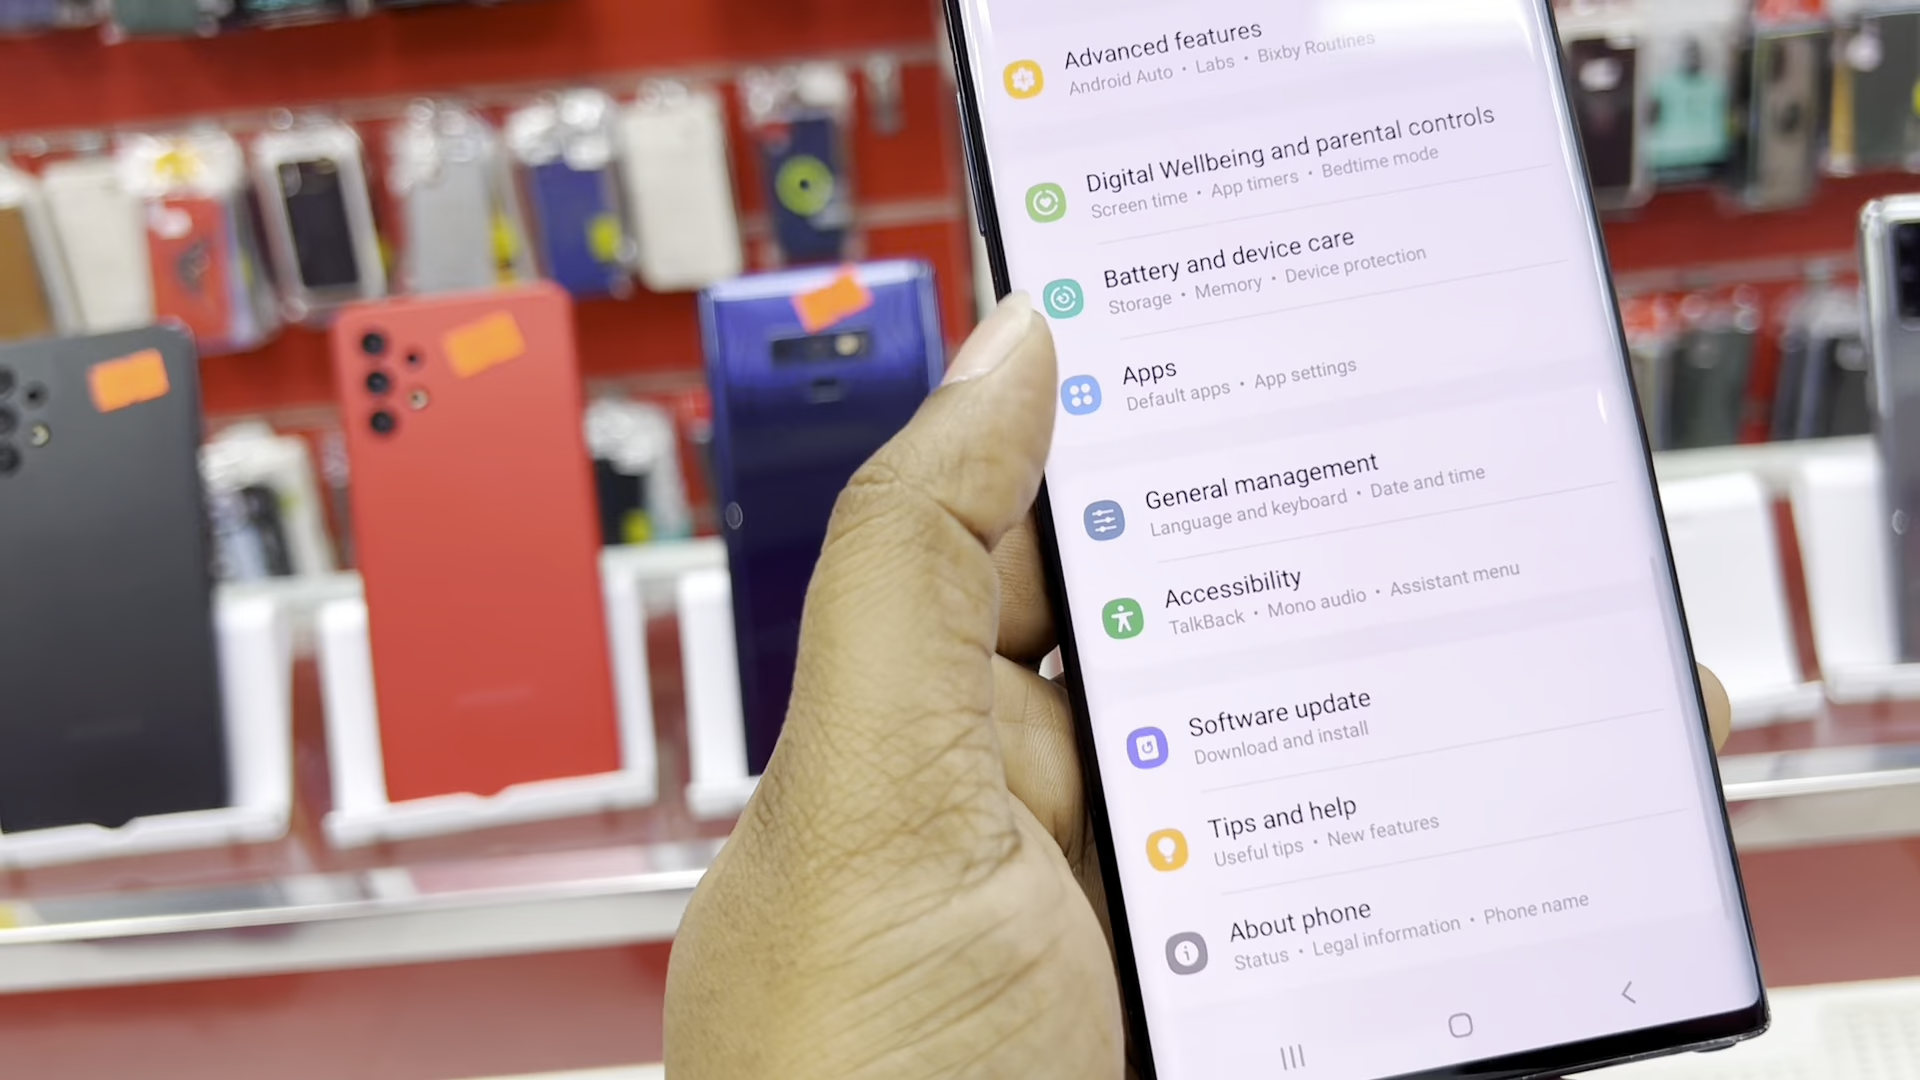 Advanced features
Android Auto • Labs • Bixby Routines
Digital Wellbeing and parental controls
Screen time • App timers • Bedtime mode
Battery and device care
Storage • Memory • Device protection
Apps
Default apps • App settings
General management
Language and keyboard • Date and time
Accessibility
TalkBack • Mono audio • Assistant menu
Software update
Download and install
Tips and help
Useful tips • New features
About phone
Status • Legal information • Phone name